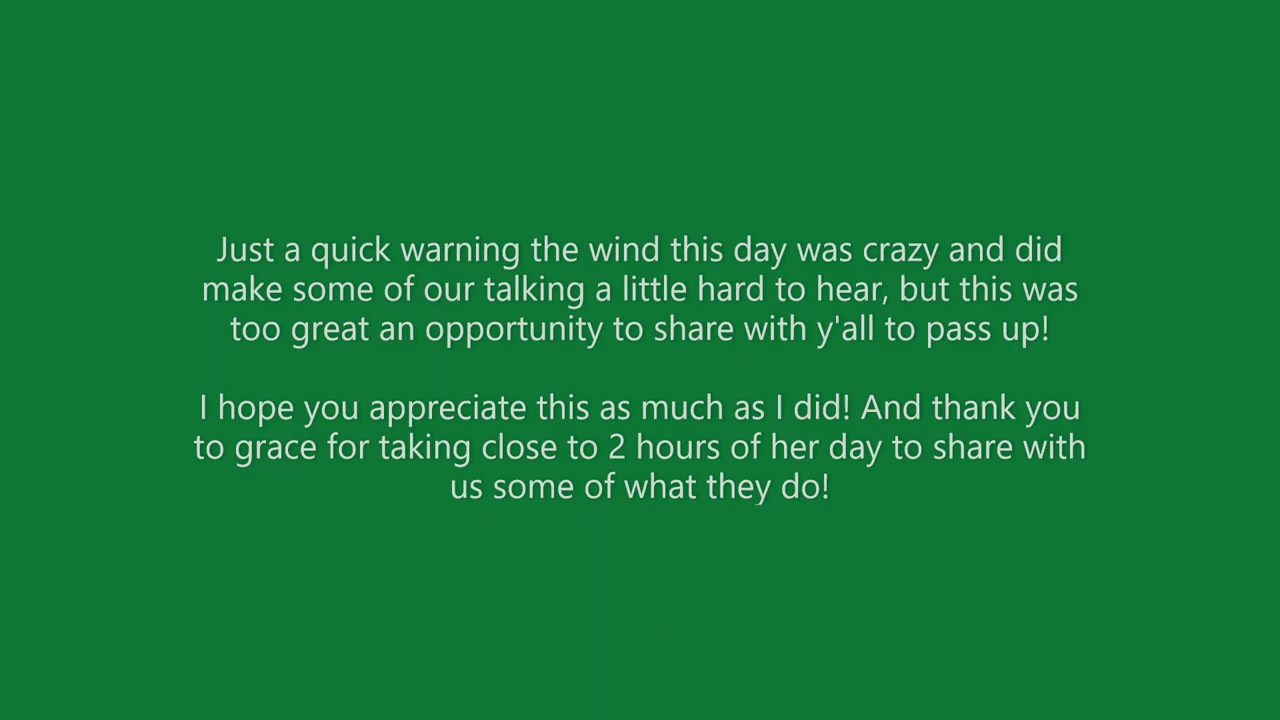 Just a quick warning the wind this day was crazy and did
make some of our talking a little hard to hear, but this was
too great an opportunity to share with y'all to pass up!
I hope you appreciate this as much as I did! And thank you
to grace for taking close to 2 hours of her day to share with
us some of what they do!